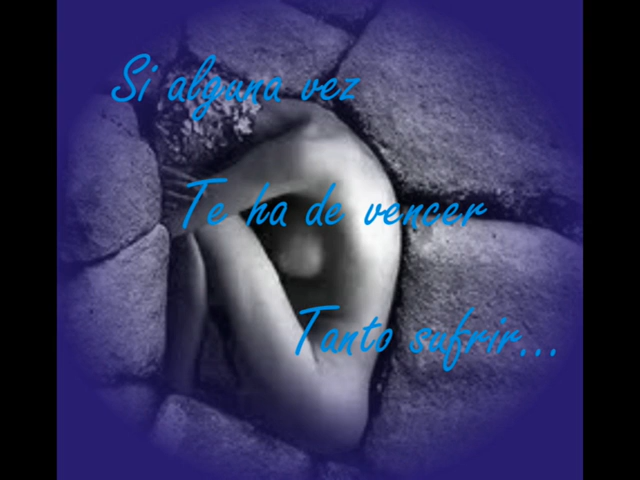 Si alguna vez
Te ha de vencer
Tanto sufrir...